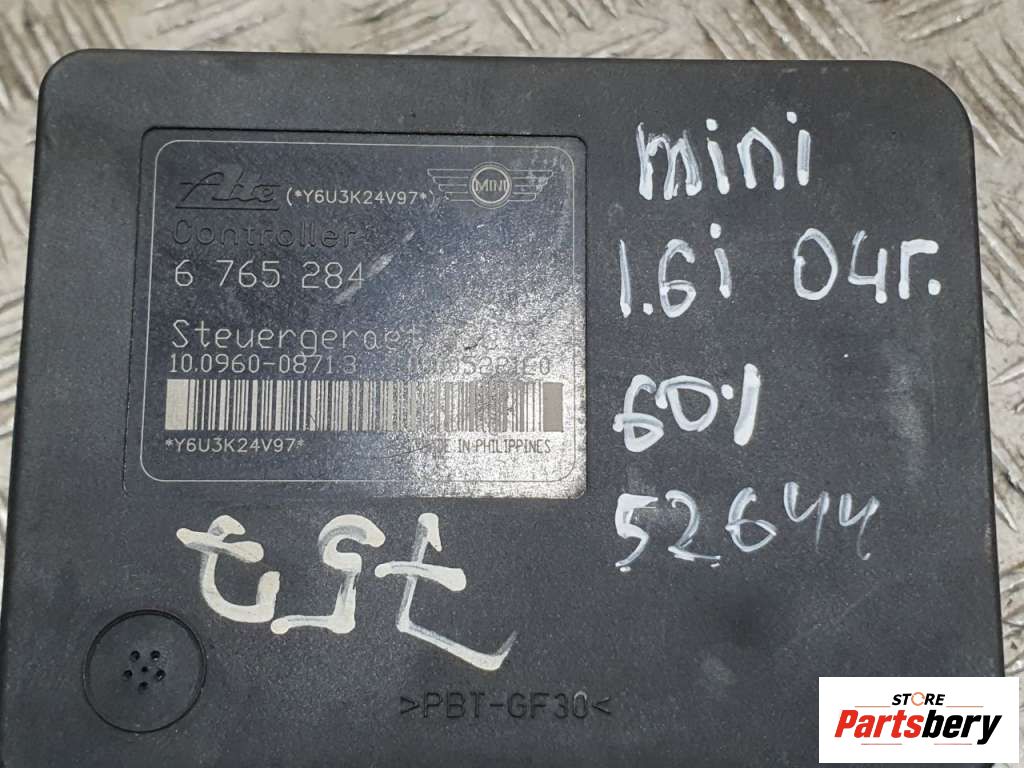 Ate (*Y6U3K24V97*) MINI
Controller
6 765 284
Steuergeraet
10.0960-0871.3
*Y6U3K24V97* MADE IN PHILIPPINES
mini
1.6i 04г.
601
52644
>PBT-GF30<
STORE
Partsbery